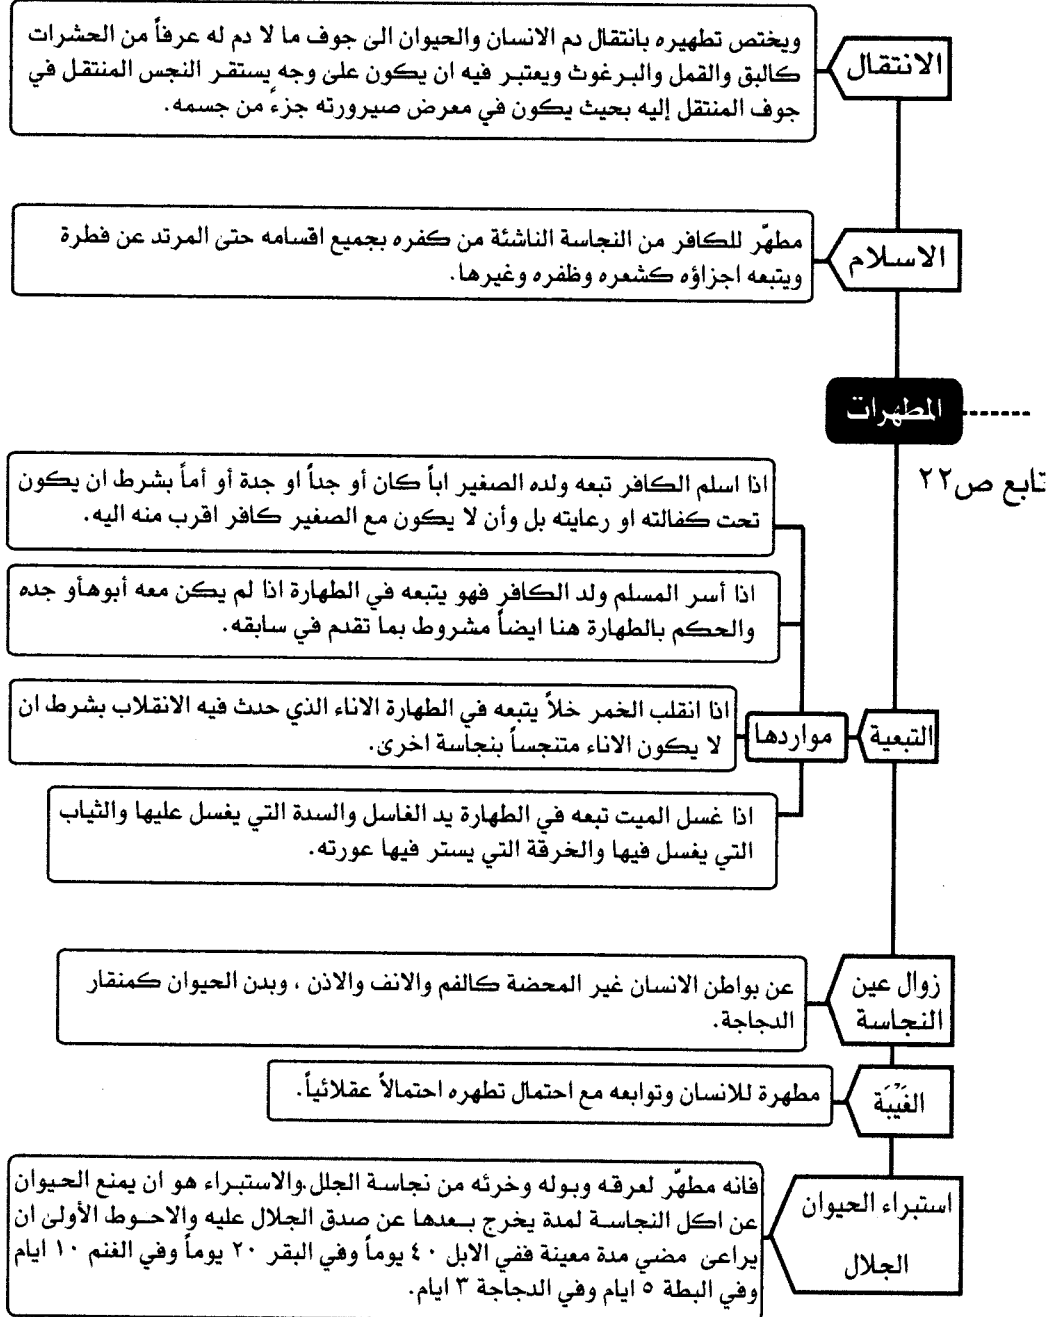 الانتقال
ويختص تطهيره بانتقال دم الانسان والحيوان الى جوف ما لا دم له عرفاً من الحشرات
كالبق والقمل والبرغوث ويعتبر فيه ان يكون على وجه يستقر النجس المنتقل في
جوف المنتقل إليه بحيث يكون في معرض صيرورته جزءً من جسمه.
الاسلام
مطهّر للكافر من النجاسة الناشئة من كفره بجميع اقسامه حتى المرتد عن فطرة
ويتبعه اجزاؤه كشعره وظفره وغيرها.
المطهرات
تابع ص٢٢
التبعية
مواردها
اذا اسلم الكافر تبعه ولده الصغير اباً كان أو جداً او جدة أو أماً بشرط ان يكون
تحت كفالته او رعايته بل وأن لا يكون مع الصغير كافر اقرب منه اليه.
اذا أسر المسلم ولد الكافر فهو يتبعه في الطهارة اذا لم يكن معه أبوهأو جده
والحكم بالطهارة هنا ايضاً مشروط بما تقدم في سابقه.
اذا انقلب الخمر خلاً يتبعه في الطهارة الاناء الذي حدث فيه الانقلاب بشرط ان
لا يكون الاناء متنجساً بنجاسة اخرى.
اذا غسل الميت تبعه في الطهارة يد الغاسل والسدة التي يغسل عليها والثياب
التي يغسل فيها والخرقة التي يستر فيها عورته.
زوال عين
النجاسة
عن بواطن الانسان غير المحضة كالفم والانف والاذن ، وبدن الحيوان كمنقار
الدجاجة.
الغَيْبَة
مطهرة للانسان وتوابعه مع احتمال تطهره احتمالاً عقلائياً.
استبراء الحيوان
الجلال
فانه مطهّر لعرقه وبوله وخرئه من نجاسة الجلل.والاستبراء هو ان يمنع الحيوان
عن اكل النجاسة لمدة يخرج بعدها عن صدق الجلال عليه والاحوط الأولى ان
يراعى مضي مدة معينة ففي الابل ٤٠ يوماً وفي البقر ٢٠ يوماً وفي الغنم ١٠ ايام
وفي البطة ٥ ايام وفي الدجاجة ٣ ايام.